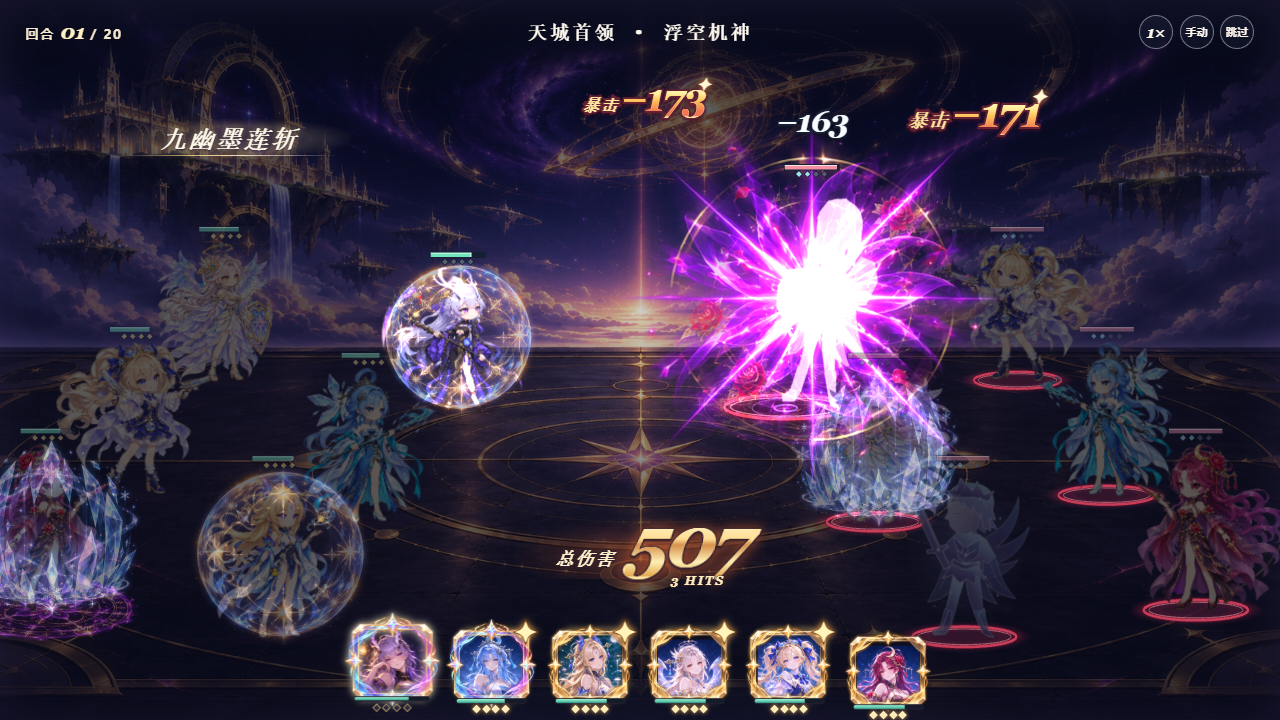 回合 01 / 20
天城首领 • 浮空机神
1×
手动
跳过
暴击-173
-163
暴击-171
九幽墨莲斩
总伤害 507
3 HITS